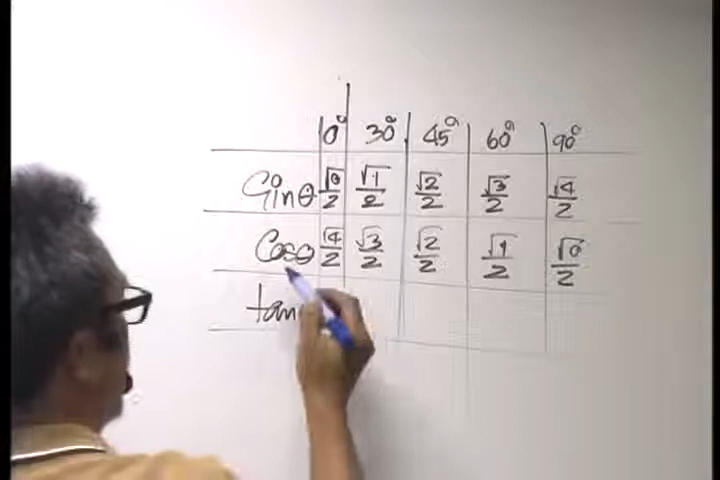 0° 30° 45° 60° 90°
Sinθ √0/2 √1/2 √2/2 √3/2 √4/2
Cosθ √4/2 √3/2 √2/2 √1/2 √0/2
tan